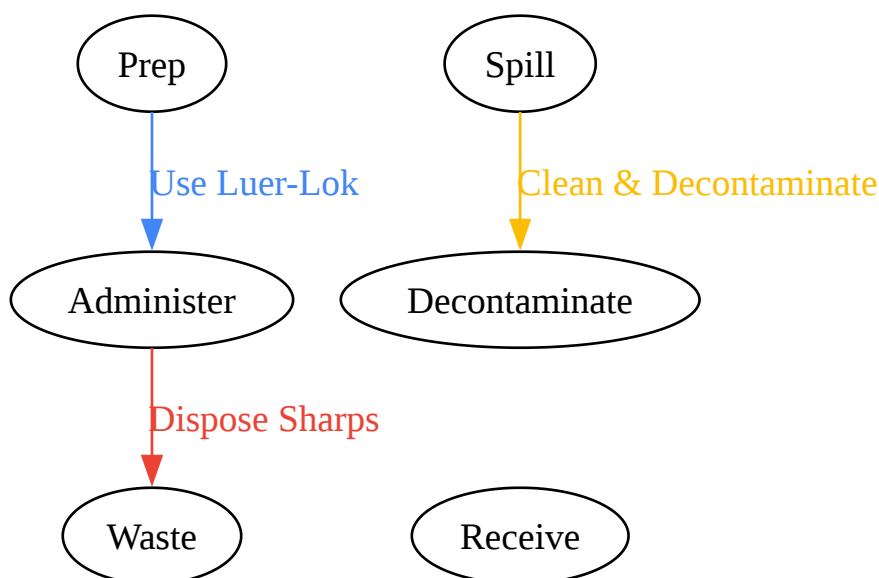 Prep
Spill
Use Luer-Lok
Clean & Decontaminate
Administer
Decontaminate
Dispose Sharps
Waste
Receive